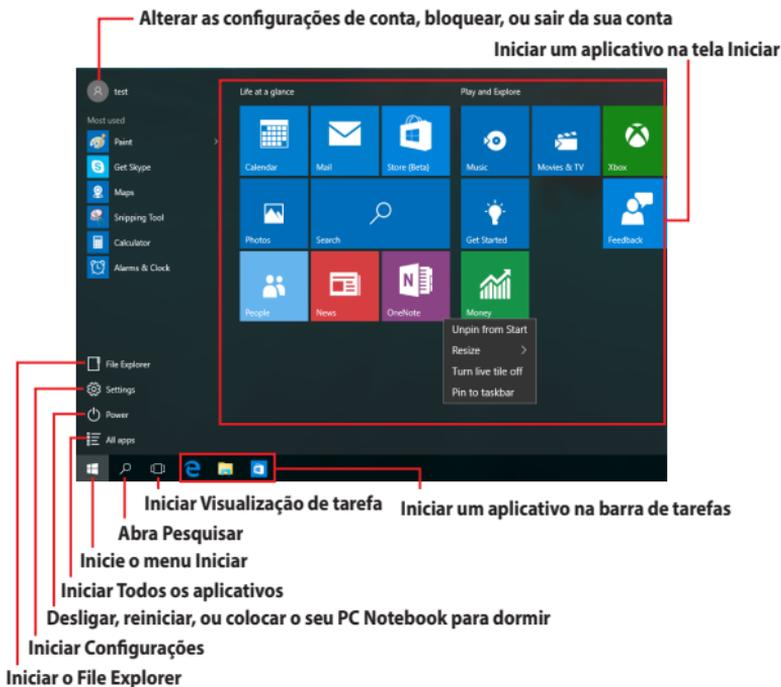 Alterar as configurações de conta, bloquear, ou sair da sua conta
Iniciar um aplicativo na tela Iniciar
test
Life at a glance
Play and Explore
Most used
Paint
Get Skype
Maps
Snipping Tool
Calculator
Alarms & Clock
Calendar
Mail
Store (Beta)
Music
Movies & TV
Xbox
Photos
Search
Get Started
Feedback
People
News
OneNote
Money
Unpin from Start
Resize
Turn live tile off
Pin to taskbar
File Explorer
Settings
Power
All apps
Iniciar Visualização de tarefa
Iniciar um aplicativo na barra de tarefas
Abra Pesquisar
Inicie o menu Iniciar
Iniciar Todos os aplicativos
Desligar, reiniciar, ou colocar o seu PC Notebook para dormir
Iniciar Configurações
Iniciar o File Explorer